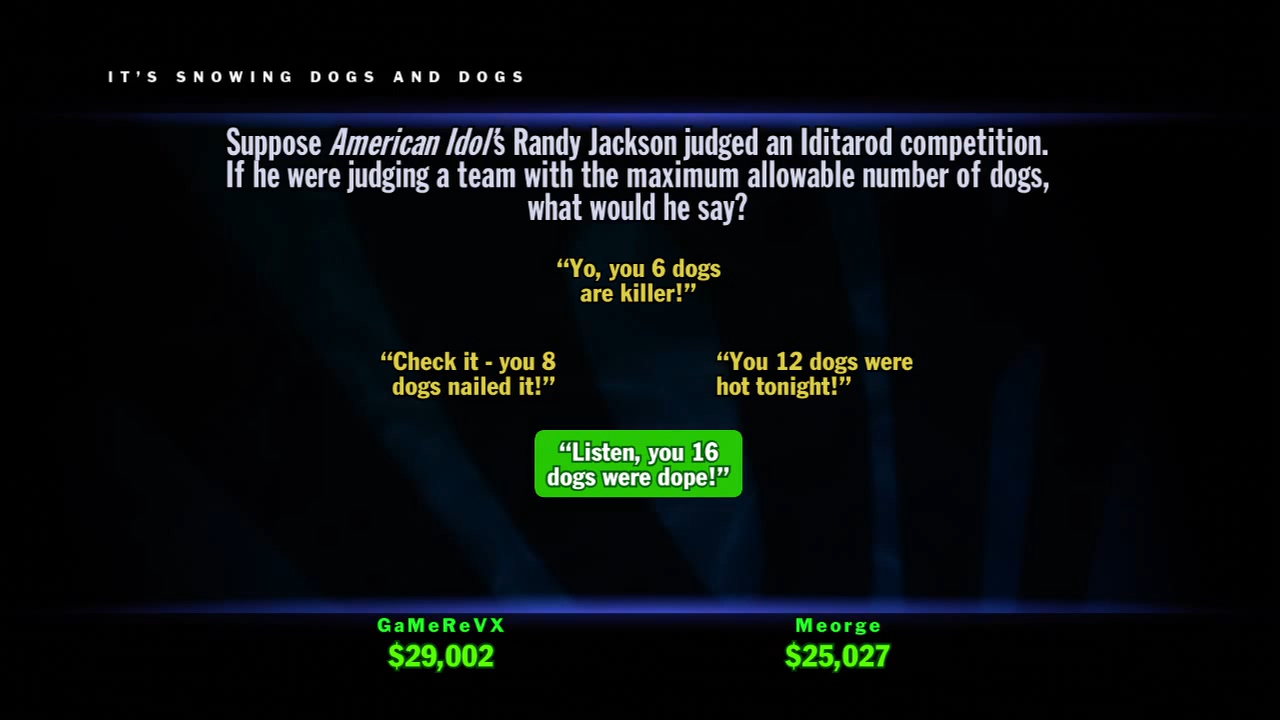 IT'S SNOWING DOGS AND DOGS
Suppose American Idol's Randy Jackson judged an Iditarod competition.
If he were judging a team with the maximum allowable number of dogs,
what would he say?
“Yo, you 6 dogs
are killer!”
“Check it - you 8
dogs nailed it!”
“You 12 dogs were
hot tonight!”
“Listen, you 16
dogs were dope!”
GaMeReVX
$29,002
Meorge
$25,027